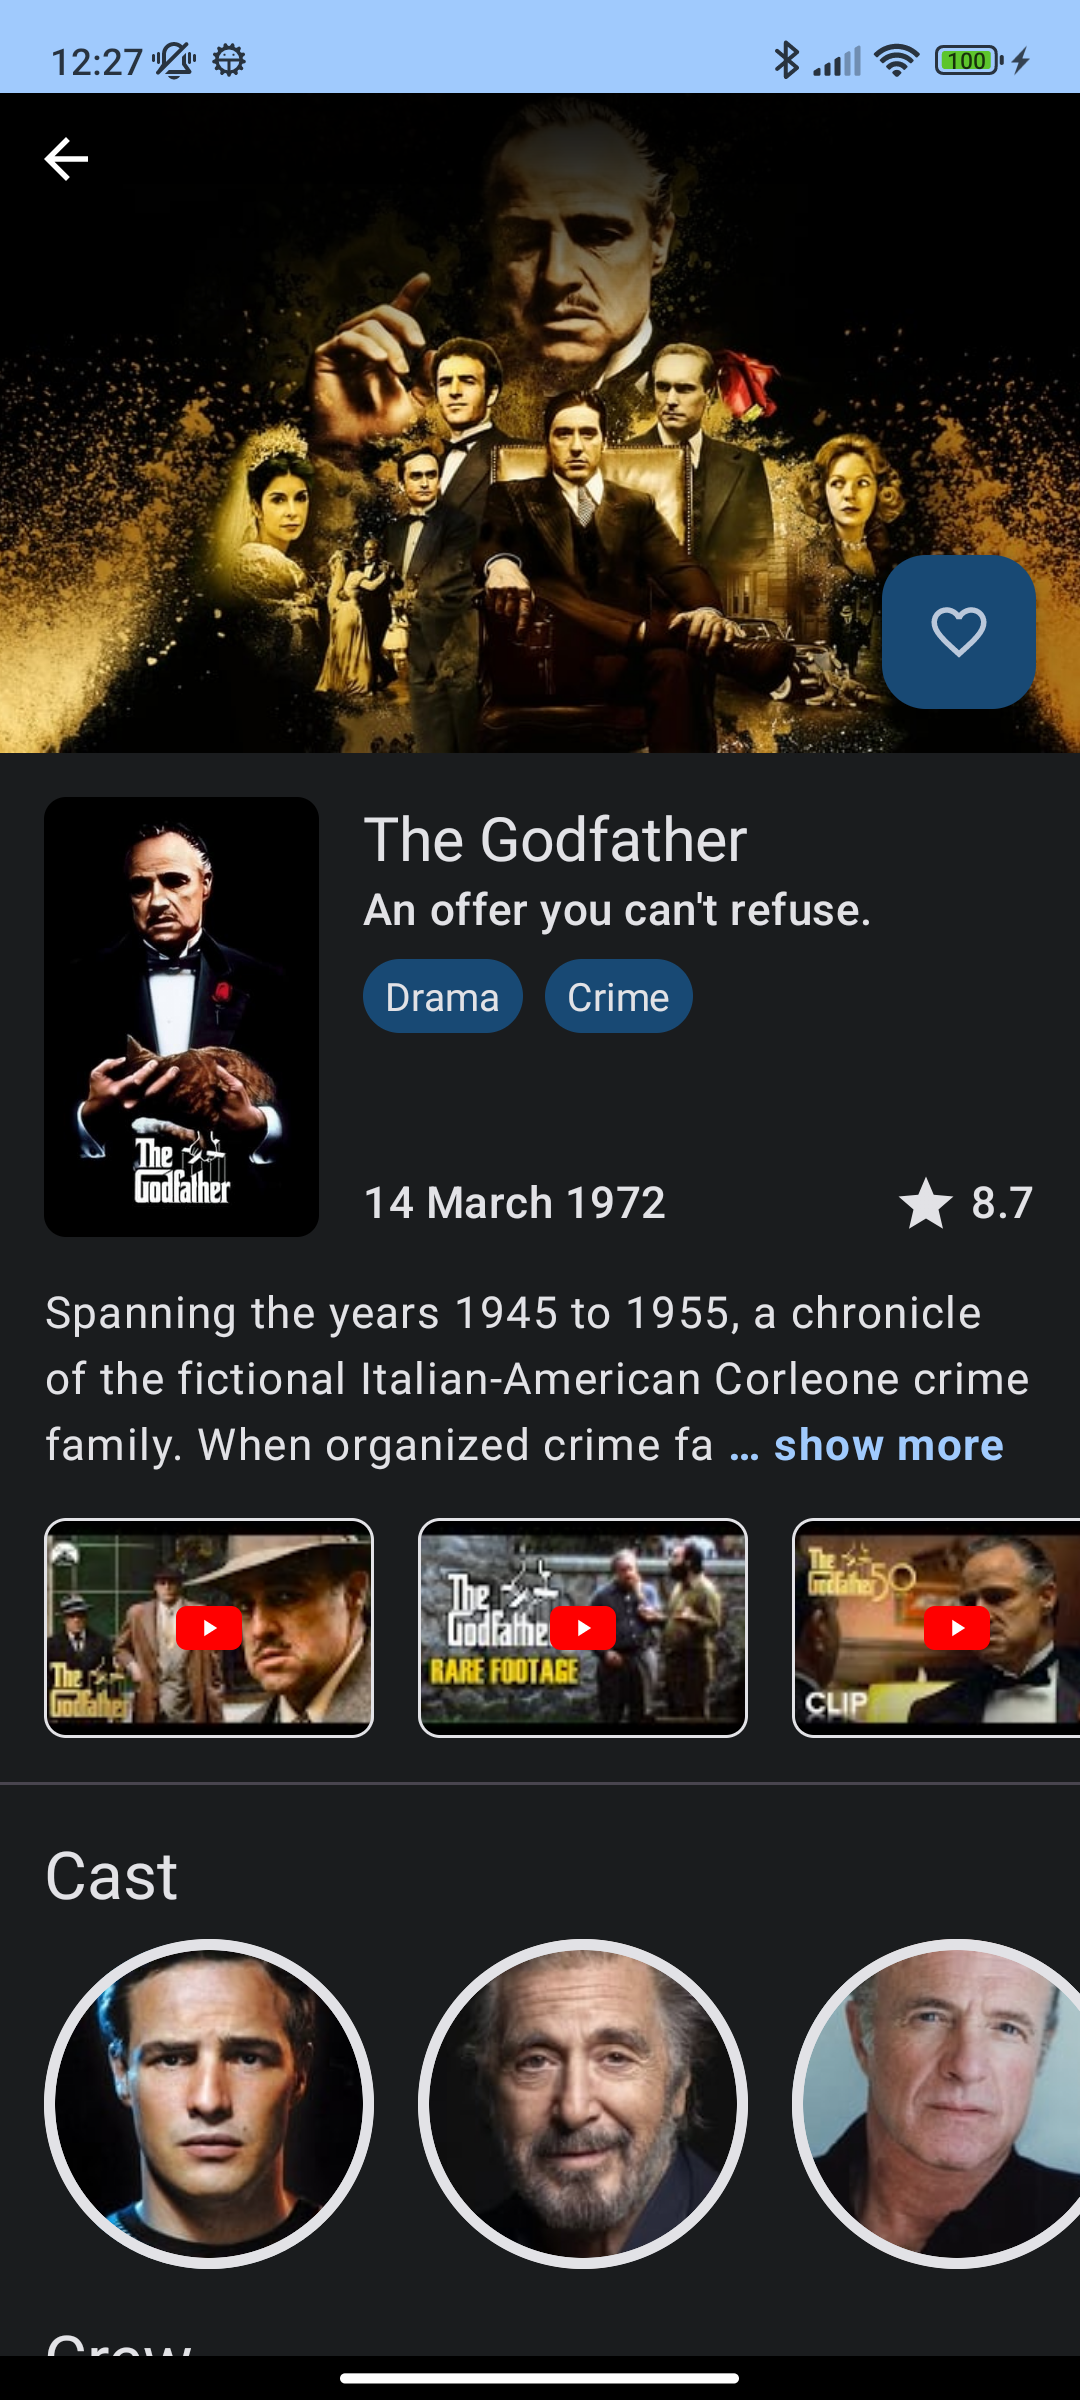 12:27
100
The Godfather
An offer you can't refuse.
Drama Crime
The
Godfather
14 March 1972 8.7
Spanning the years 1945 to 1955, a chronicle
of the fictional Italian-American Corleone crime
family. When organized crime fa … show more
The
Godfather
The
Godfathe
RARE FOOTAGE
The
Godfather 50
CLIP
Cast
Crew